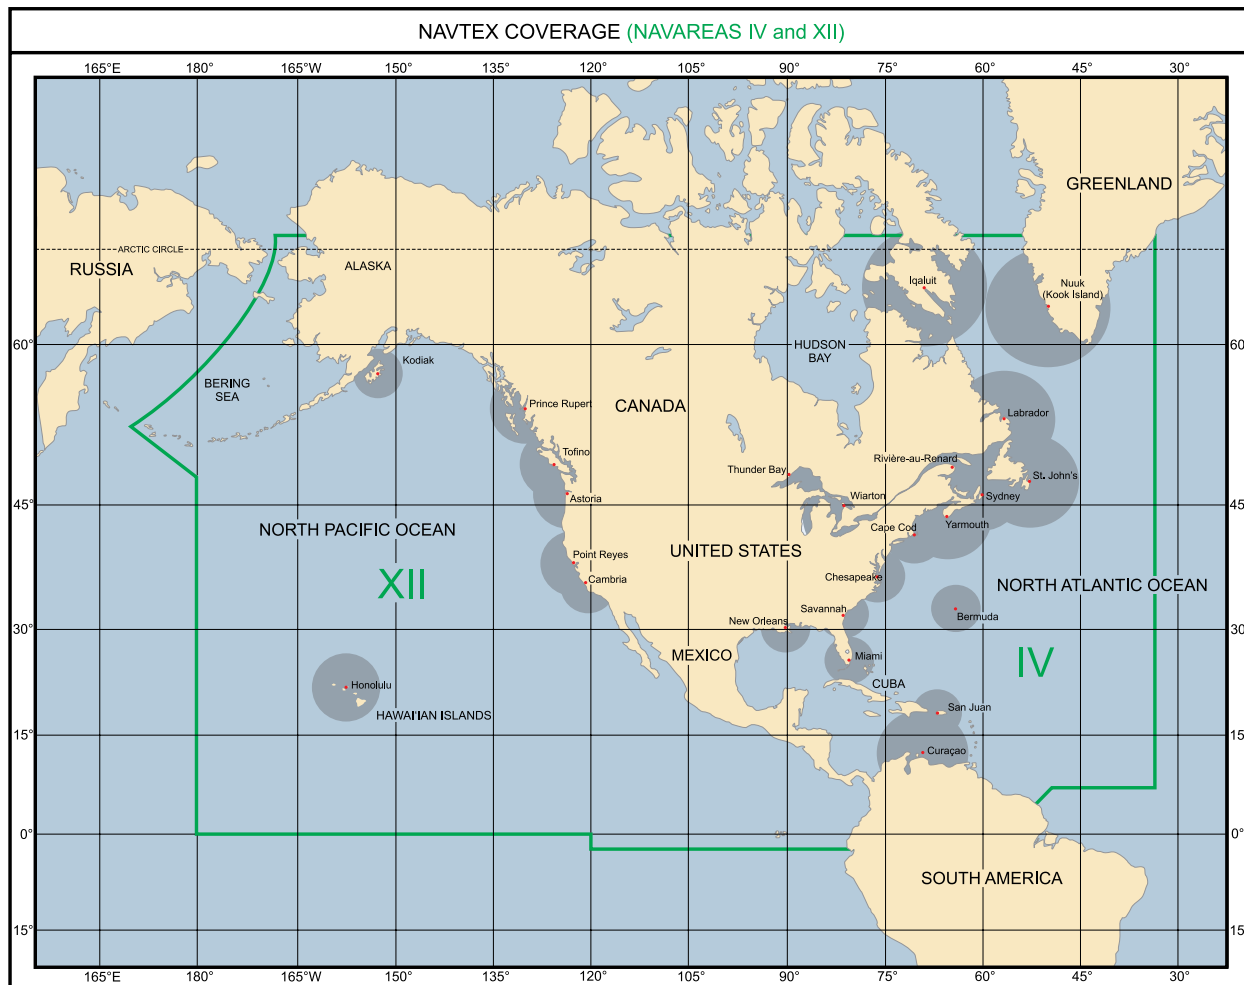 NAVTEX COVERAGE (NAVAREAS IV and XII)
165°E 180° 165°W 150° 135° 120° 105° 90° 75° 60° 45° 30°
GREENLAND
ARCTIC CIRCLE
RUSSIA
ALASKA
Iqaluit
Nuuk
(Kook Island)
60° 60°
HUDSON
BAY
Kodiak
BERING
SEA
Prince Rupert
CANADA
Labrador
Tofino
Thunder Bay
Rivière-au-Renard
St. John's
Astoria
Wiarton
Sydney
45° 45°
NORTH PACIFIC OCEAN
Cape Cod
Yarmouth
Point Reyes
UNITED STATES
XII
Cambria
Chesapeake
NORTH ATLANTIC OCEAN
Savannah
Bermuda
New Orleans
30° 30°
MEXICO
Miami
IV
Honolulu
CUBA
HAWAI'IAN ISLANDS
San Juan
15° 15°
Curaçao
0° 0°
SOUTH AMERICA
15° 15°
165°E 180° 165°W 150° 135° 120° 105° 90° 75° 60° 45° 30°